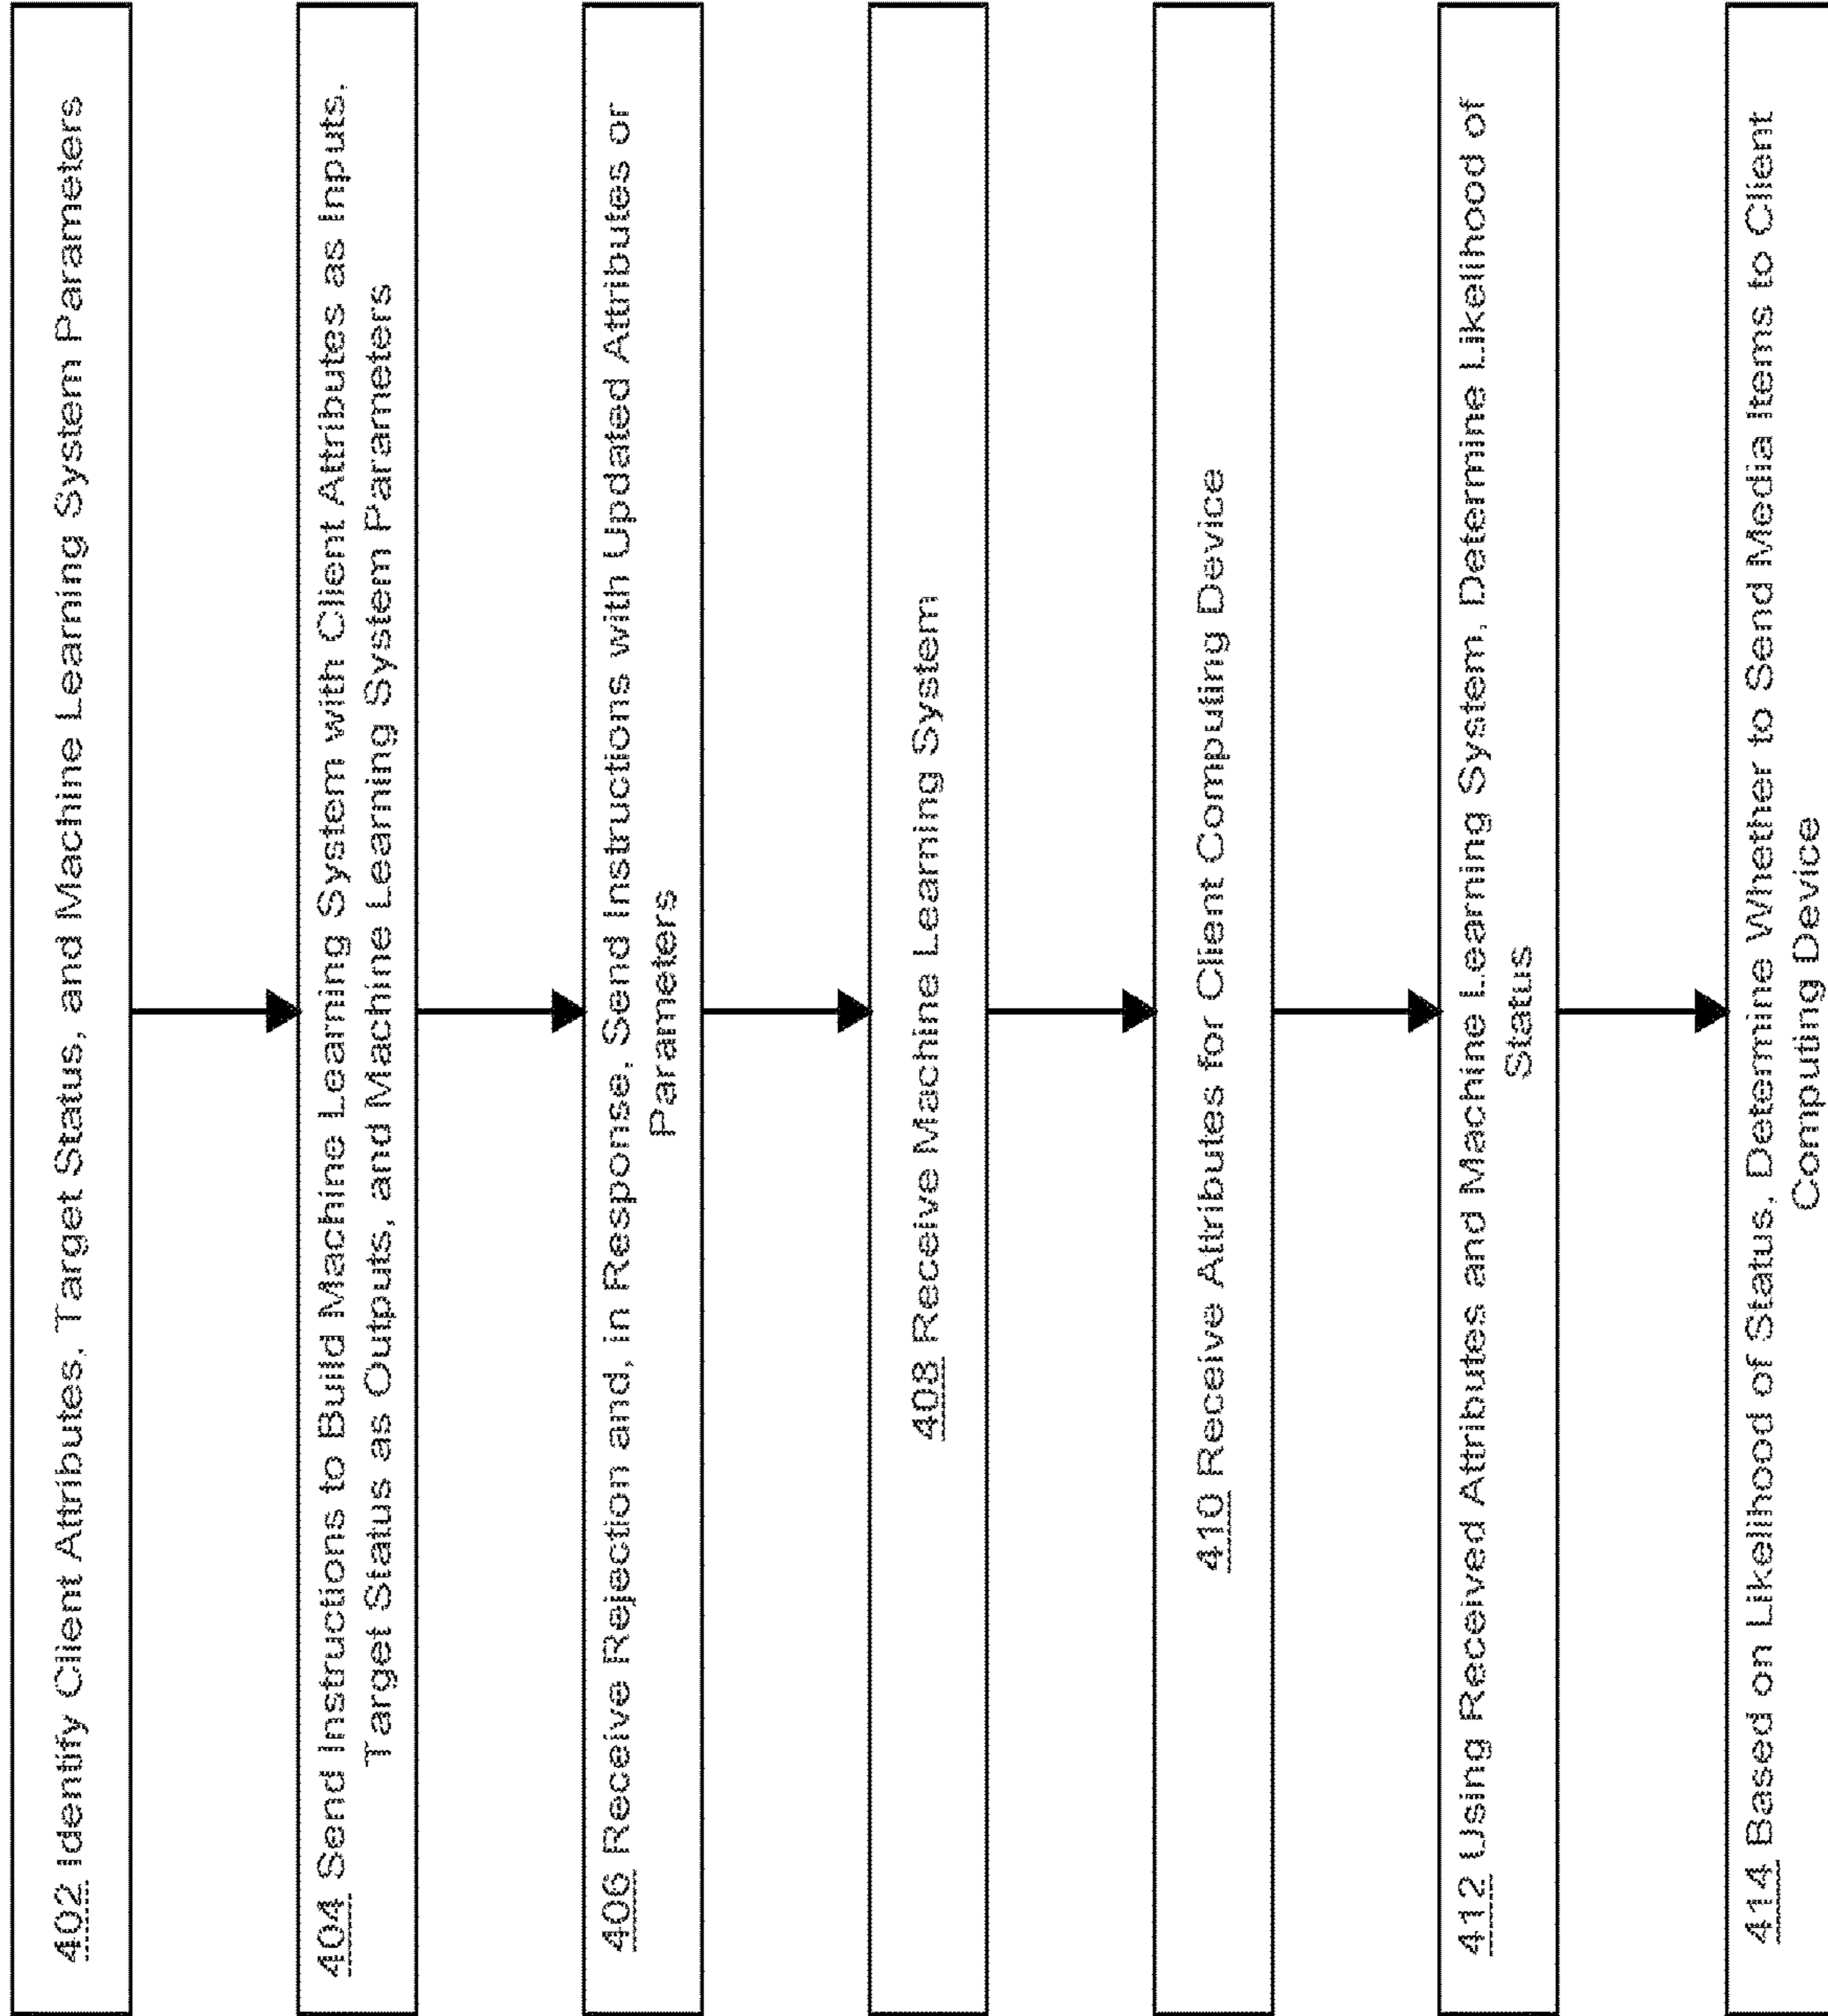 402 Identify Client Attributes, Target Status, and Machine Learning System Parameters
404 Send Instructions to Build Machine Learning System with Client Attributes as Inputs,
Target Status as Outputs, and Machine Learning System Parameters
406 Receive Rejection and, in Response, Send Instructions with Updated Attributes or
Parameters
408 Receive Machine Learning System
410 Receive Attributes for Client Computing Device
412 Using Received Attributes and Machine Learning System, Determine Likelihood of
Status
414 Based on Likelihood of Status, Determine Whether to Send Media Items to Client
Computing Device